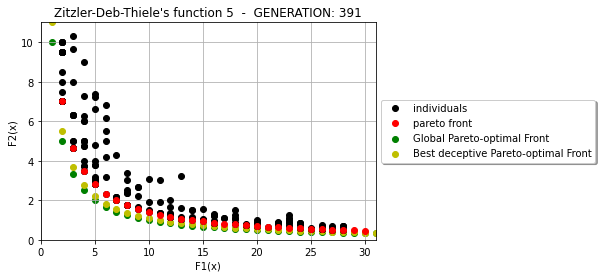 Zitzler-Deb-Thiele's function 5  -  GENERATION: 391
F2(x)
10
8
6
4
2
0
0 5 10 15 20 25 30
F1(x)
individuals
pareto front
Global Pareto-optimal Front
Best deceptive Pareto-optimal Front